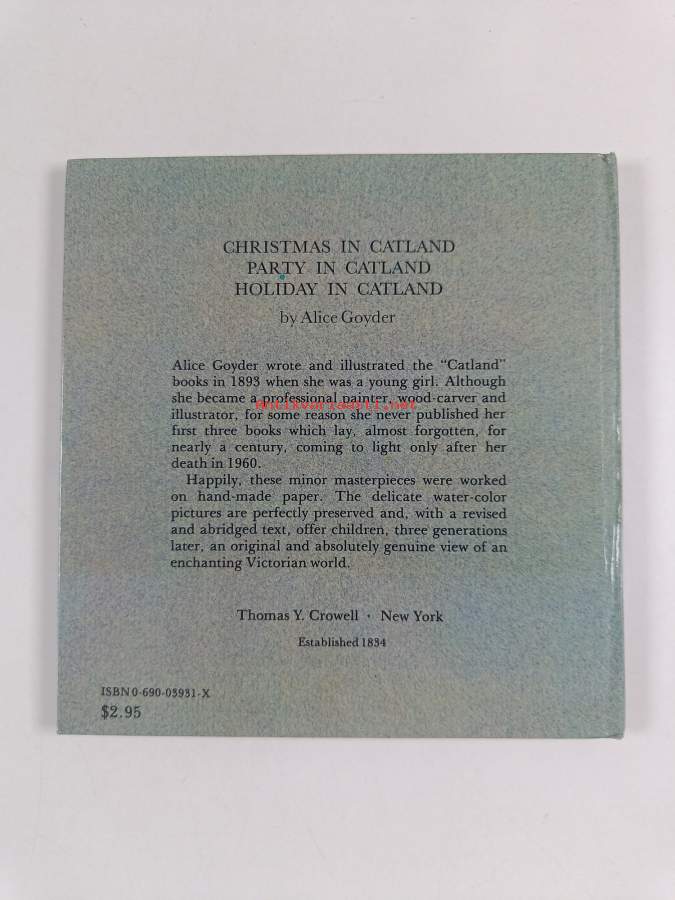 CHRISTMAS IN CATLAND
PARTY IN CATLAND
HOLIDAY IN CATLAND
by Alice Goyder
Alice Goyder wrote and illustrated the "Catland"
books in 1893 when she was a young girl. Although
she became a professional painter, wood-carver and
antikvariaatti.net
illustrator, for some reason she never published her
first three books which lay, almost forgotten, for
nearly a century, coming to light only after her
death in 1960.
Happily, these minor masterpieces were worked
on hand-made paper. The delicate water-color
pictures are perfectly preserved and, with a revised
and abridged text, offer children, three generations
later, an original and absolutely genuine view of an
enchanting Victorian world.
Thomas Y. Crowell · New York
Established 1834
ISBN 0-690-03931-X
$2.95